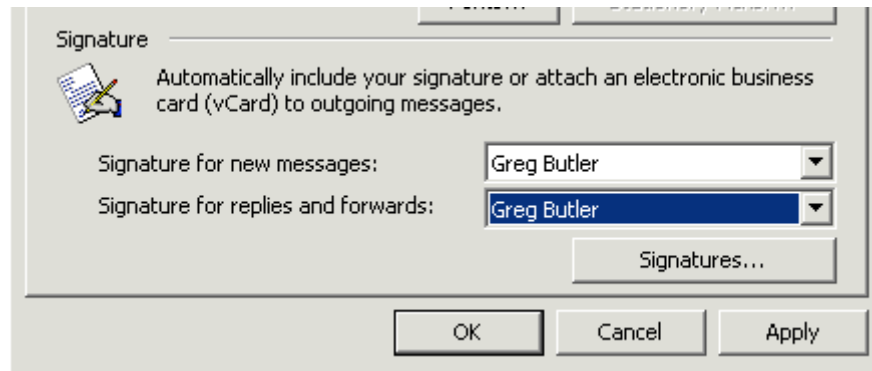 Signature
Automatically include your signature or attach an electronic business
card (vCard) to outgoing messages.
Signature for new messages: Greg Butler
Signature for replies and forwards: Greg Butler
Signatures...
OK Cancel Apply